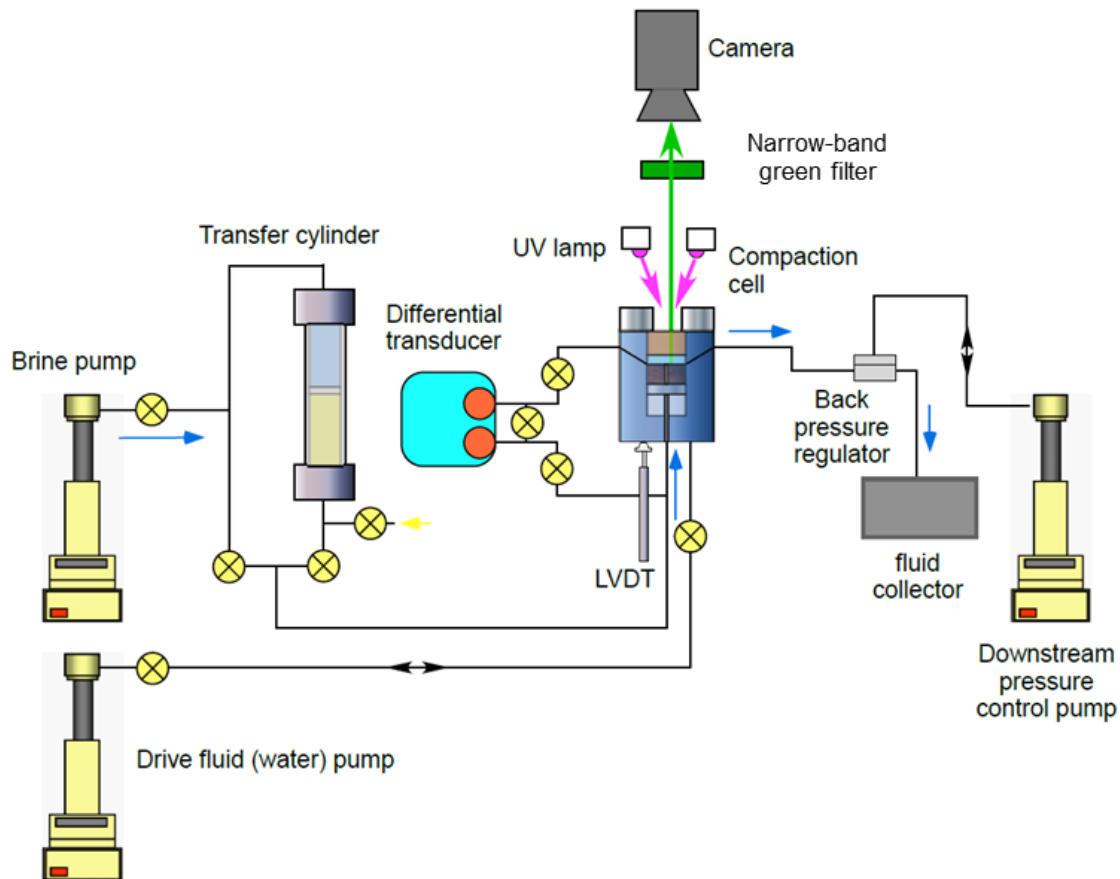 Camera
Narrow-band
green filter
Transfer cylinder
UV lamp
Compaction
cell
Differential
transducer
Brine pump
Back
pressure
regulator
LVDT
fluid
collector
Downstream
pressure
control pump
Drive fluid (water) pump